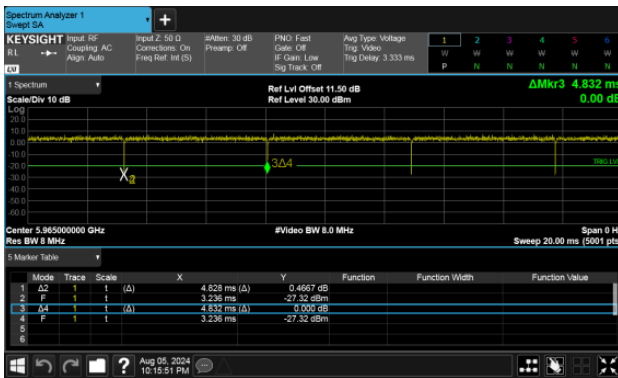 Spectrum Analyzer 1
Swept SA
+
KEYSIGHT Input: RF Input Z: 50 Ω #Atten: 30 dB PNO: Fast Avg Type: Voltage 1 2 3 4 5 6
RL Coupling: AC Corrections: On Preamp: Off Gate: Off Trig: Video W W W W W W
Align: Auto Freq Ref: Int (S) IF Gain: Low Trig Delay: 3.333 ms P N N N N N
LXI Sig Track: Off
1 Spectrum Ref Lvl Offset 11.50 dB ΔMkr3 4.832 ms
Scale/Div 10 dB Ref Level 30.00 dBm 0.00 dB
Log
20.0
10.0
0.00
-10.0
-20.0 3Δ4 TRIG LVL
-30.0 X2
-40.0
-50.0
-60.0
Center 5.965000000 GHz #Video BW 8.0 MHz Span 0 H
Res BW 8 MHz Sweep 20.00 ms (5001 pts
5 Marker Table
Mode Trace Scale X Y Function Function Width Function Value
1 Δ2 1 t (Δ) 4.828 ms (Δ) 0.4667 dB
2 F 1 t 3.236 ms -27.32 dBm
3 Δ4 1 t (Δ) 4.832 ms (Δ) 0.000 dB
4 F 1 t 3.236 ms -27.32 dBm
5
6
? Aug 05, 2024
10:15:51 PM